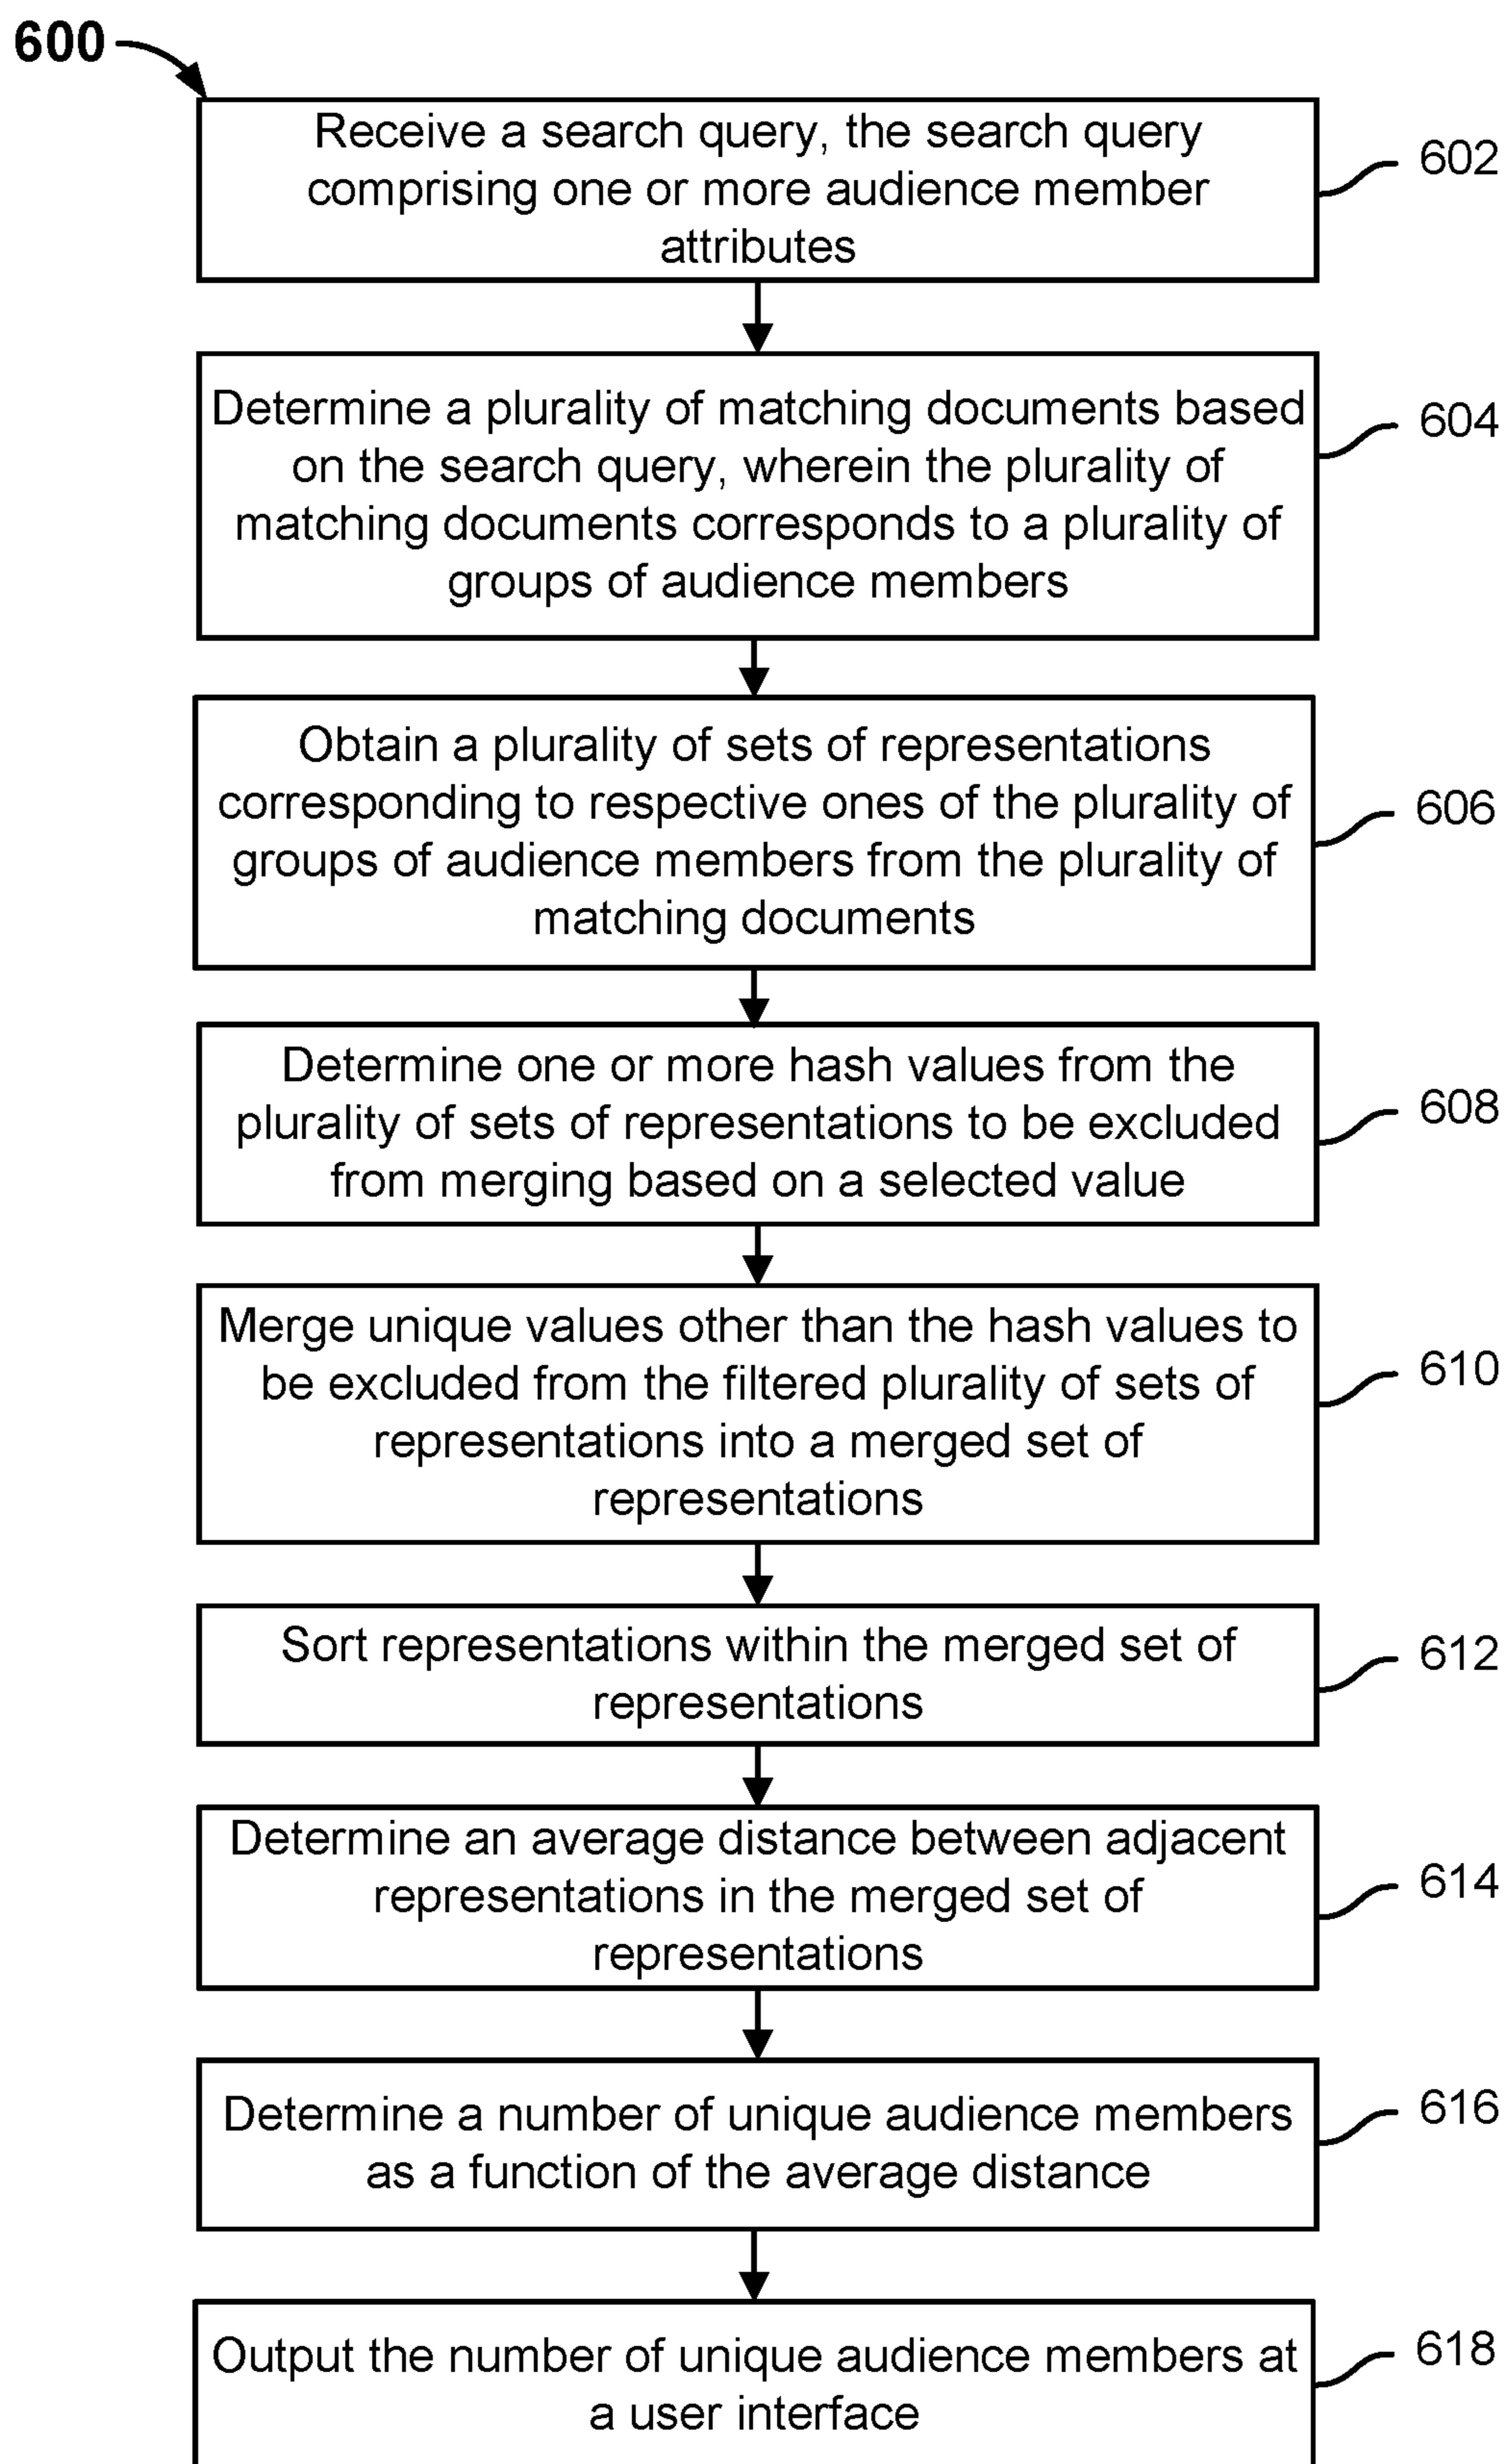 600
Receive a search query, the search query
comprising one or more audience member
attributes
602
Determine a plurality of matching documents based
on the search query, wherein the plurality of
matching documents corresponds to a plurality of
groups of audience members
604
Obtain a plurality of sets of representations
corresponding to respective ones of the plurality of
groups of audience members from the plurality of
matching documents
606
Determine one or more hash values from the
plurality of sets of representations to be excluded
from merging based on a selected value
608
Merge unique values other than the hash values to
be excluded from the filtered plurality of sets of
representations into a merged set of
representations
610
Sort representations within the merged set of
representations
612
Determine an average distance between adjacent
representations in the merged set of
representations
614
Determine a number of unique audience members
as a function of the average distance
616
Output the number of unique audience members at
a user interface
618